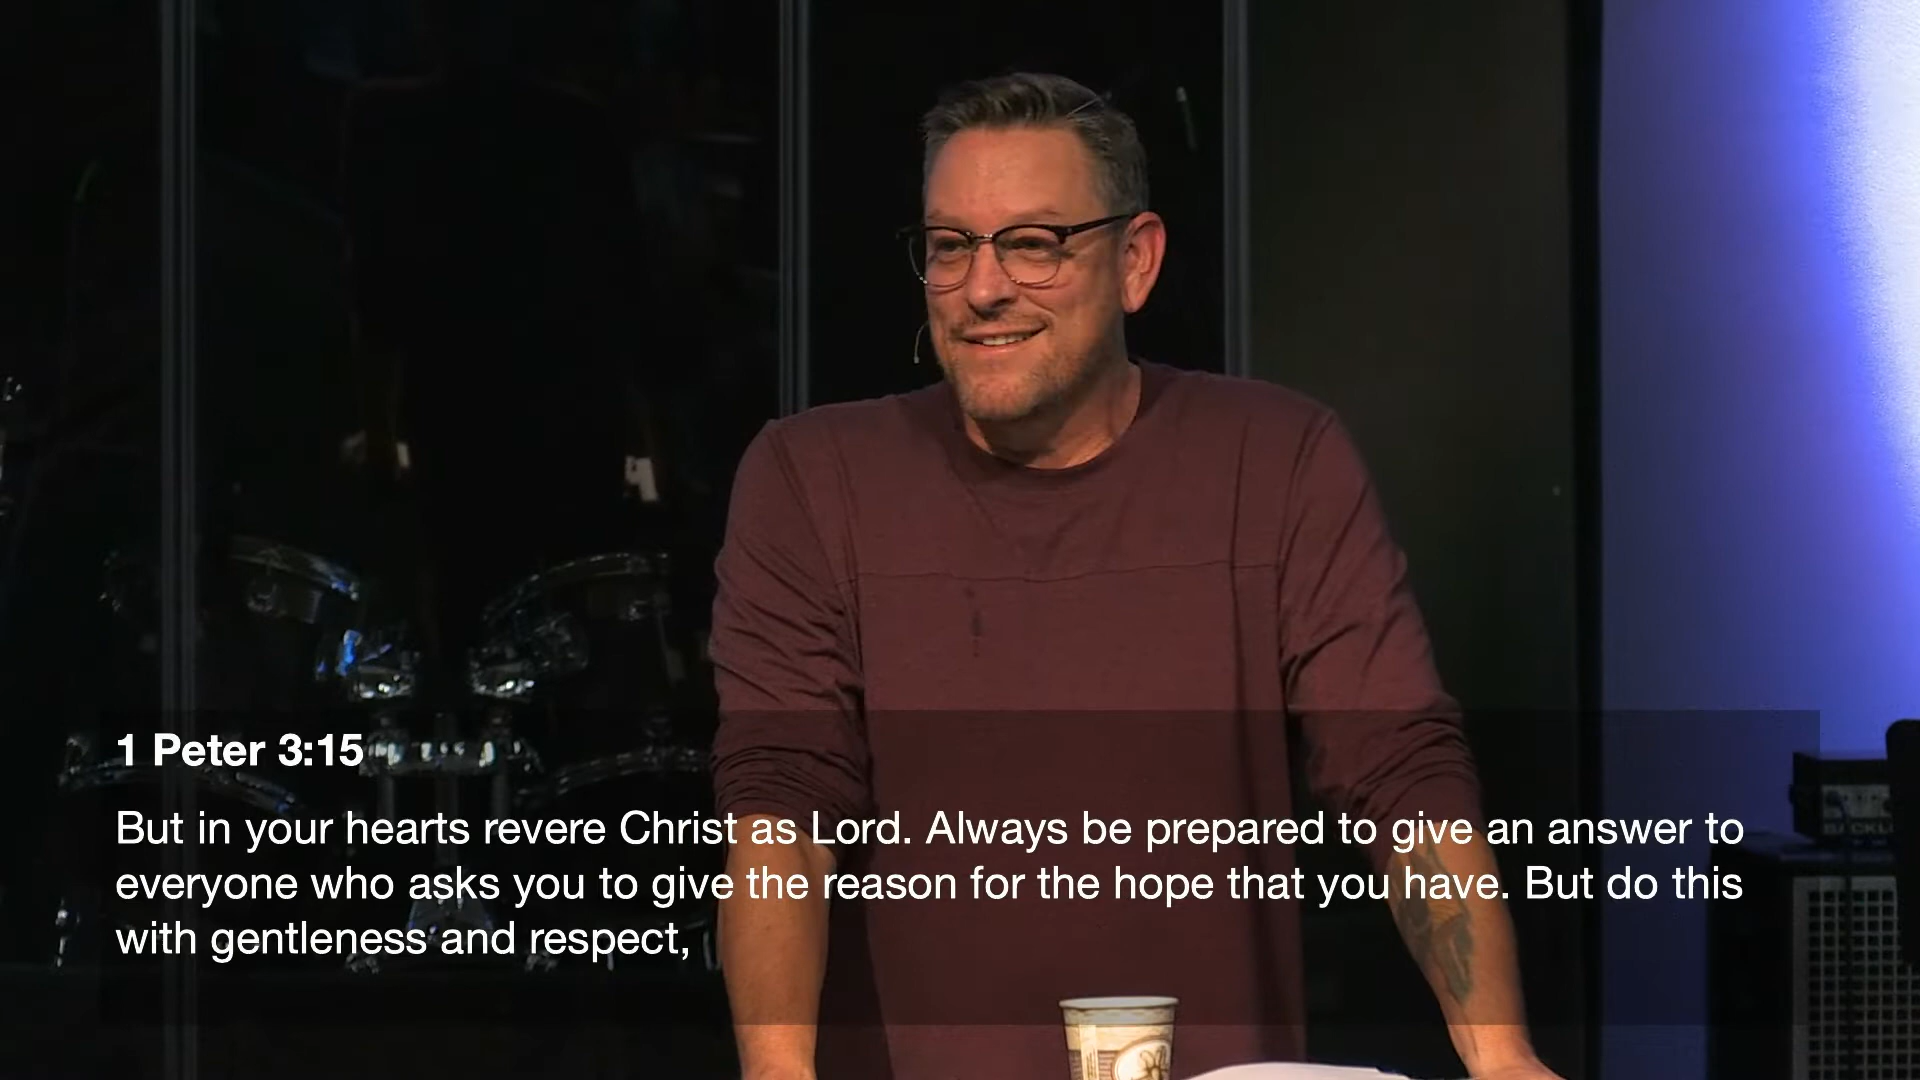 1 Peter 3:15
But in your hearts revere Christ as Lord. Always be prepared to give an answer to
everyone who asks you to give the reason for the hope that you have. But do this
with gentleness and respect,